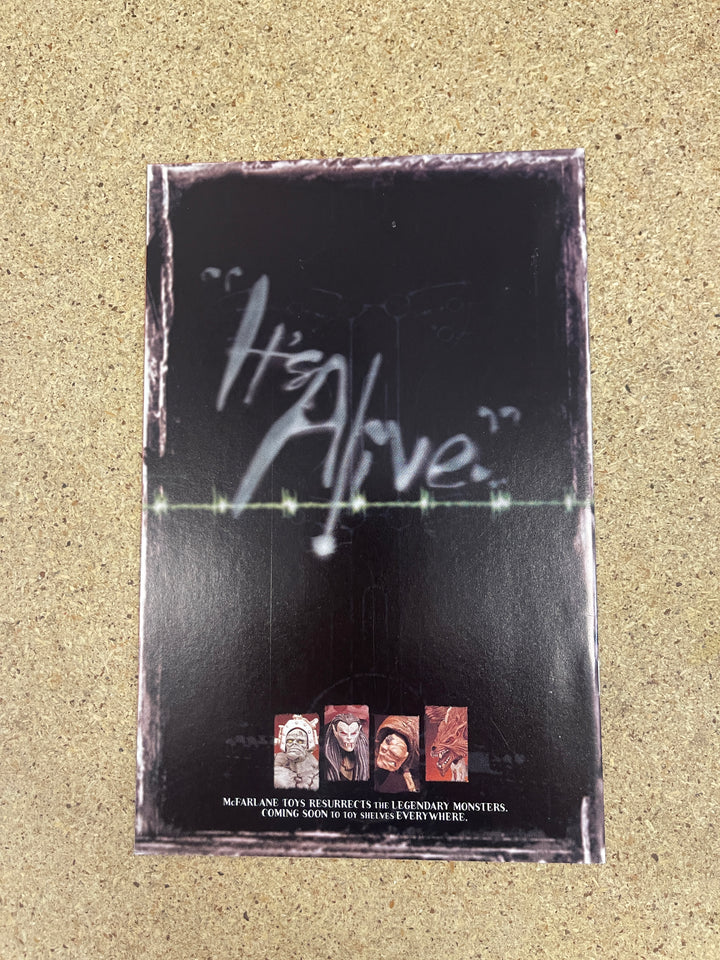 "It's
Alive..."
McFARLANE TOYS RESURRECTS THE LEGENDARY MONSTERS.
COMING SOON TO TOY SHELVES EVERYWHERE.